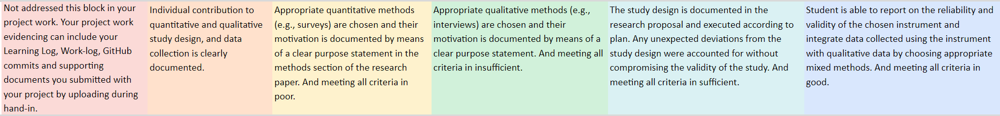 Not addressed this block in your
project work. Your project work
evidencing can include your
Learning Log, Work-log, GitHub
commits and supporting
documents you submitted with
your project by uploading during
hand-in.
Individual contribution to
quantitative and qualitative
study design, and data
collection is clearly
documented.
Appropriate quantitative methods
(e.g., surveys) are chosen and their
motivation is documented by means
of a clear purpose statement in the
methods section of the research
paper. And meeting all criteria in
poor.
Appropriate qualitative methods (e.g.,
interviews) are chosen and their
motivation is documented by means of a
clear purpose statement. And meeting all
criteria in insufficient.
The study design is documented in the
research proposal and executed according to
plan. Any unexpected deviations from the
study design were accounted for without
compromising the validity of the study. And
meeting all criteria in sufficient.
Student is able to report on the reliability and
validity of the chosen instrument and
integrate data collected using the instrument
with qualitative data by choosing appropriate
mixed methods. And meeting all criteria in
good.